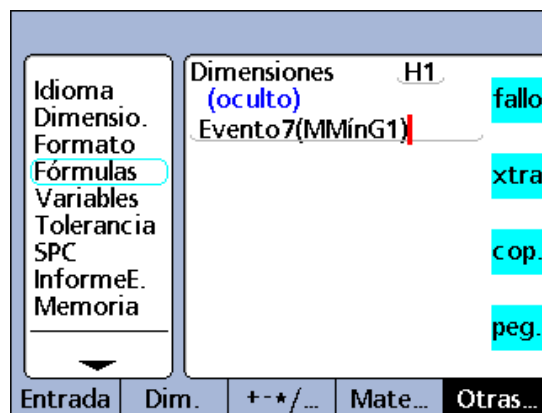 Idioma
Dimensio.
Formato
Fórmulas
Variables
Tolerancia
SPC
InformeE.
Memoria
Dimensiones H1
(oculto)
Evento7(MMínG1)
fallo
xtra
cop.
peg.
Entrada Dim. +-*/... Mate... Otras...